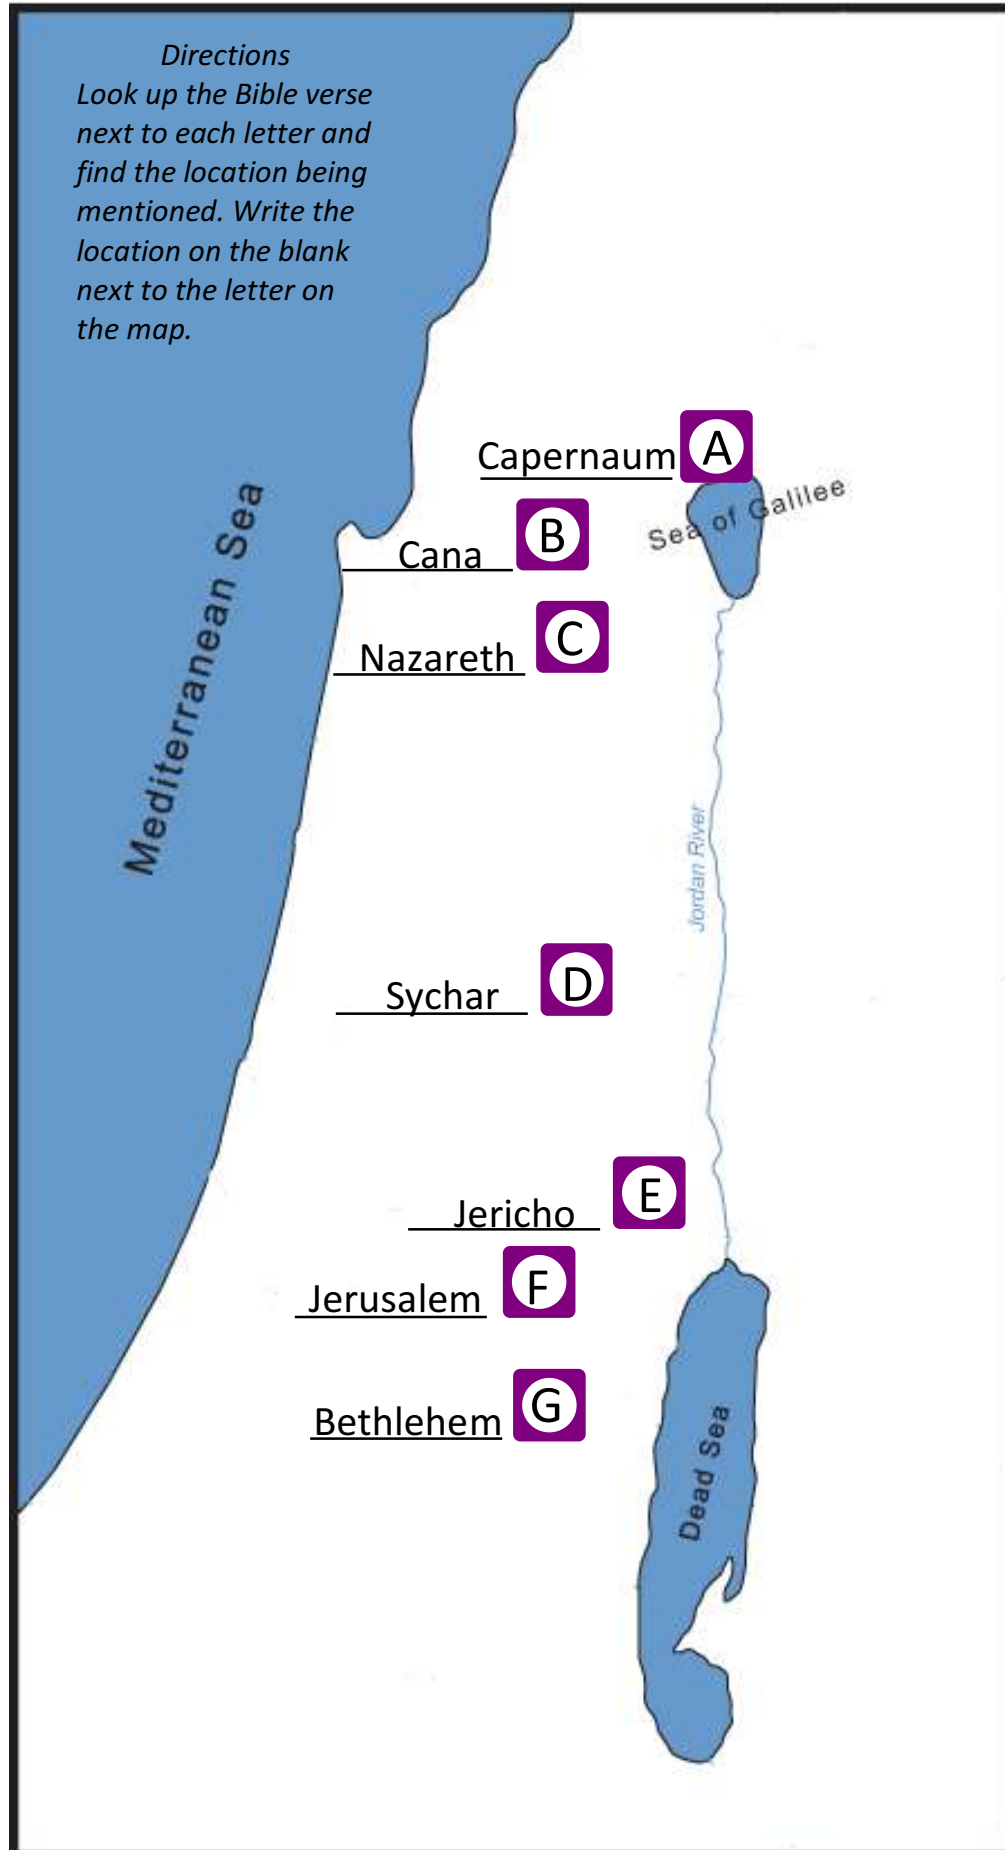 Directions
Look up the Bible verse
next to each letter and
find the location being
mentioned. Write the
location on the blank
next to the letter on
the map.
Capernaum A
Sea of Galilee
Cana B
Mediterranean Sea
Nazareth C
Jordan River
Sychar D
Jericho E
Jerusalem F
Bethlehem G
Dead Sea